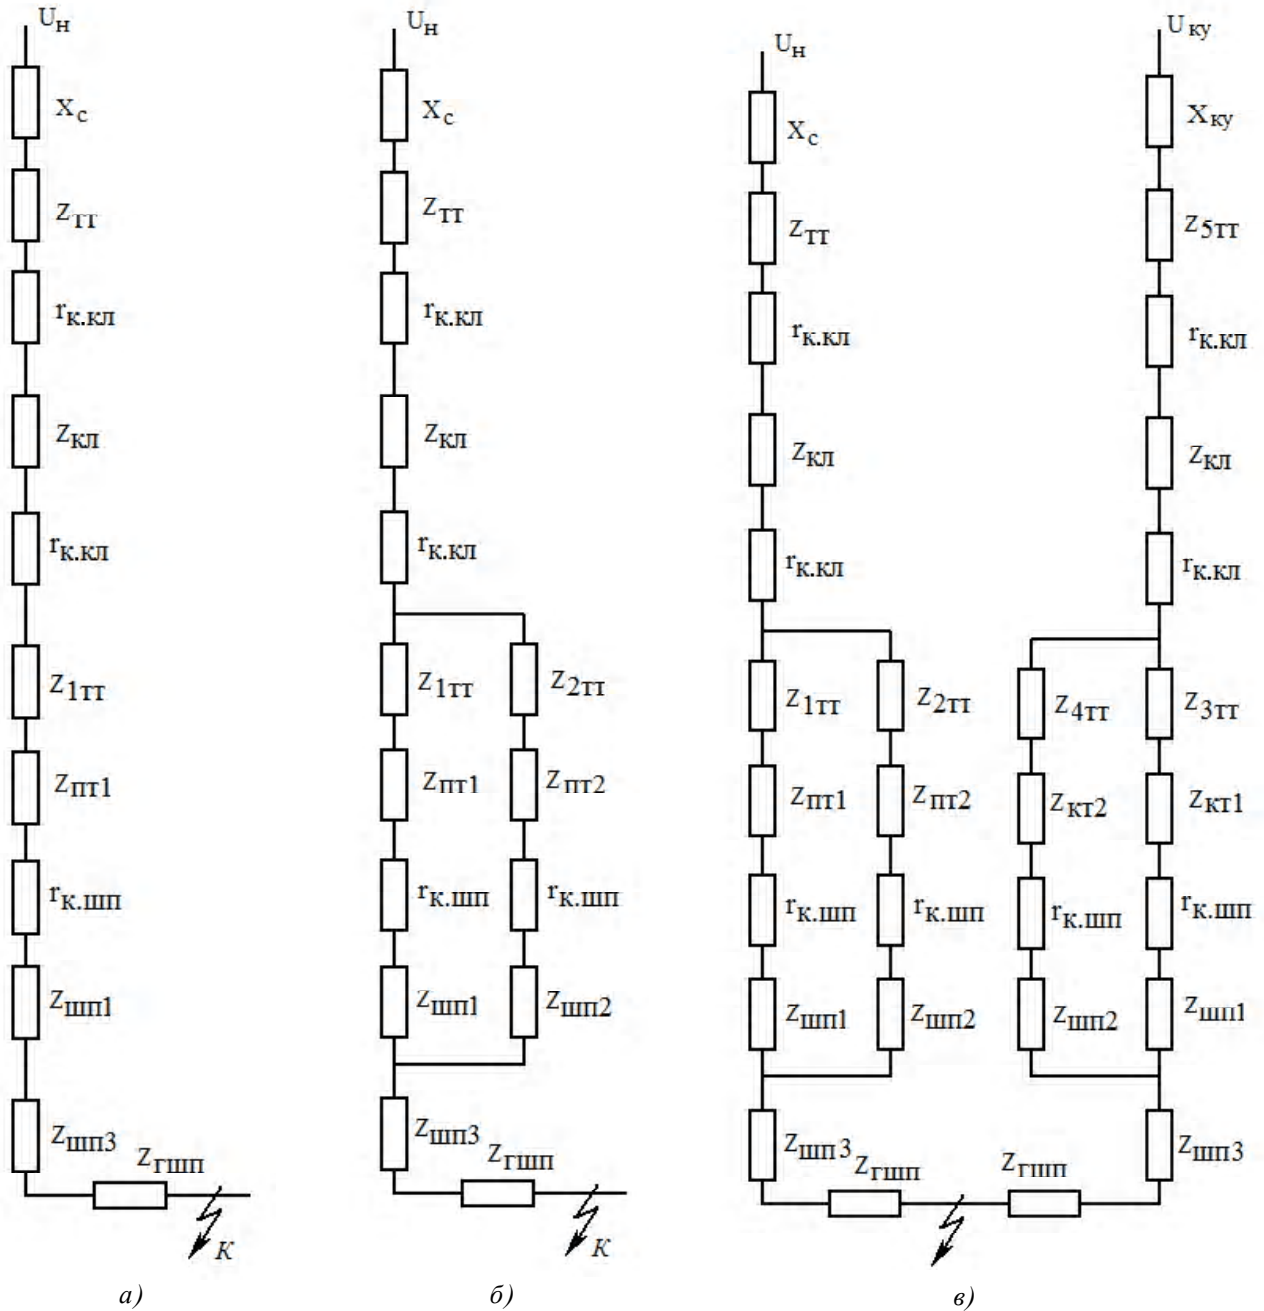 Uн
Xс
Zтт
rк.кл
Zкл
rк.кл
Z1тт
Zпт1
rк.шп
Zшп1
Zшп3
Zгшп
К
а)
Uн
Xс
Zтт
rк.кл
Zкл
rк.кл
Z1тт
Z2тт
Zпт1
Zпт2
rк.шп
rк.шп
Zшп1
Zшп2
Zшп3
Zгшп
К
б)
Uн
Uку
Xс
Xку
Zтт
Z5тт
rк.кл
rк.кл
Zкл
Zкл
rк.кл
rк.кл
Z1тт
Z2тт
Z4тт
Z3тт
Zпт1
Zпт2
Zкт2
Zкт1
rк.шп
rк.шп
rк.шп
rк.шп
Zшп1
Zшп2
Zшп2
Zшп1
Zшп3
Zгшп
Zгшп
Zшп3
в)